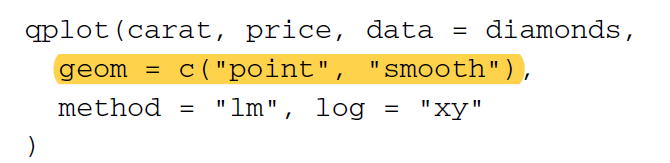 qplot(carat, price, data = diamonds,
geom = c("point", "smooth"),
method = "lm", log = "xy"
)